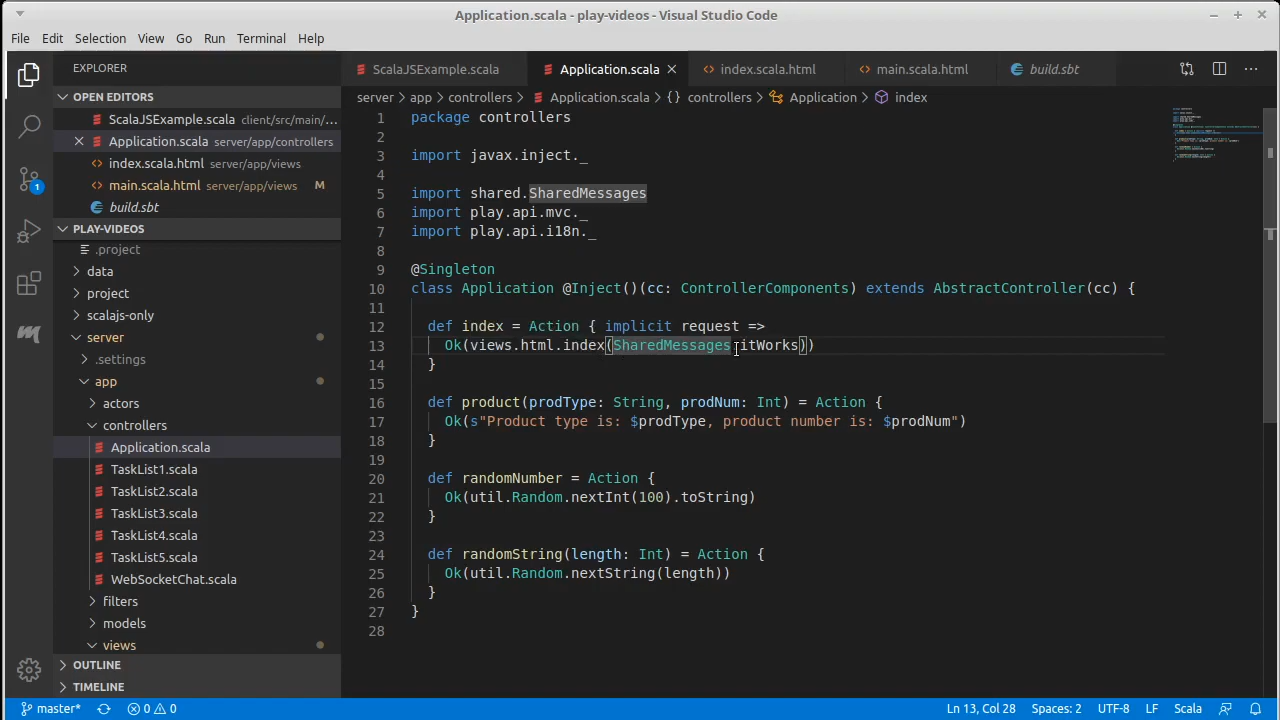 Application.scala - play-videos - Visual Studio Code
File Edit Selection View Go Run Terminal Help
EXPLORER
OPEN EDITORS
ScalaJSExample.scala client/src/main/...
Application.scala server/app/controllers
index.scala.html server/app/views
main.scala.html server/app/views M
build.sbt
1
PLAY-VIDEOS
.project
data
project
scalajs-only
server
.settings
app
actors
controllers
Application.scala
TaskList1.scala
TaskList2.scala
TaskList3.scala
TaskList4.scala
TaskList5.scala
WebSocketChat.scala
filters
models
views
OUTLINE
TIMELINE
ScalaJSExample.scala Application.scala index.scala.html main.scala.html build.sbt
server app controllers Application.scala {} controllers Application index
1 package controllers
2
3 import javax.inject._
4
5 import shared.SharedMessages
6 import play.api.mvc._
7 import play.api.i18n._
8
9 @Singleton
10 class Application @Inject()(cc: ControllerComponents) extends AbstractController(cc) {
11
12 def index = Action { implicit request =>
13 Ok(views.html.index(SharedMessages.itWorks))
14 }
15
16 def product(prodType: String, prodNum: Int) = Action {
17 Ok(s"Product type is: $prodType, product number is: $prodNum")
18 }
19
20 def randomNumber = Action {
21 Ok(util.Random.nextInt(100).toString)
22 }
23
24 def randomString(length: Int) = Action {
25 Ok(util.Random.nextString(length))
26 }
27 }
28
master* 0 0 Ln 13, Col 28 Spaces: 2 UTF-8 LF Scala